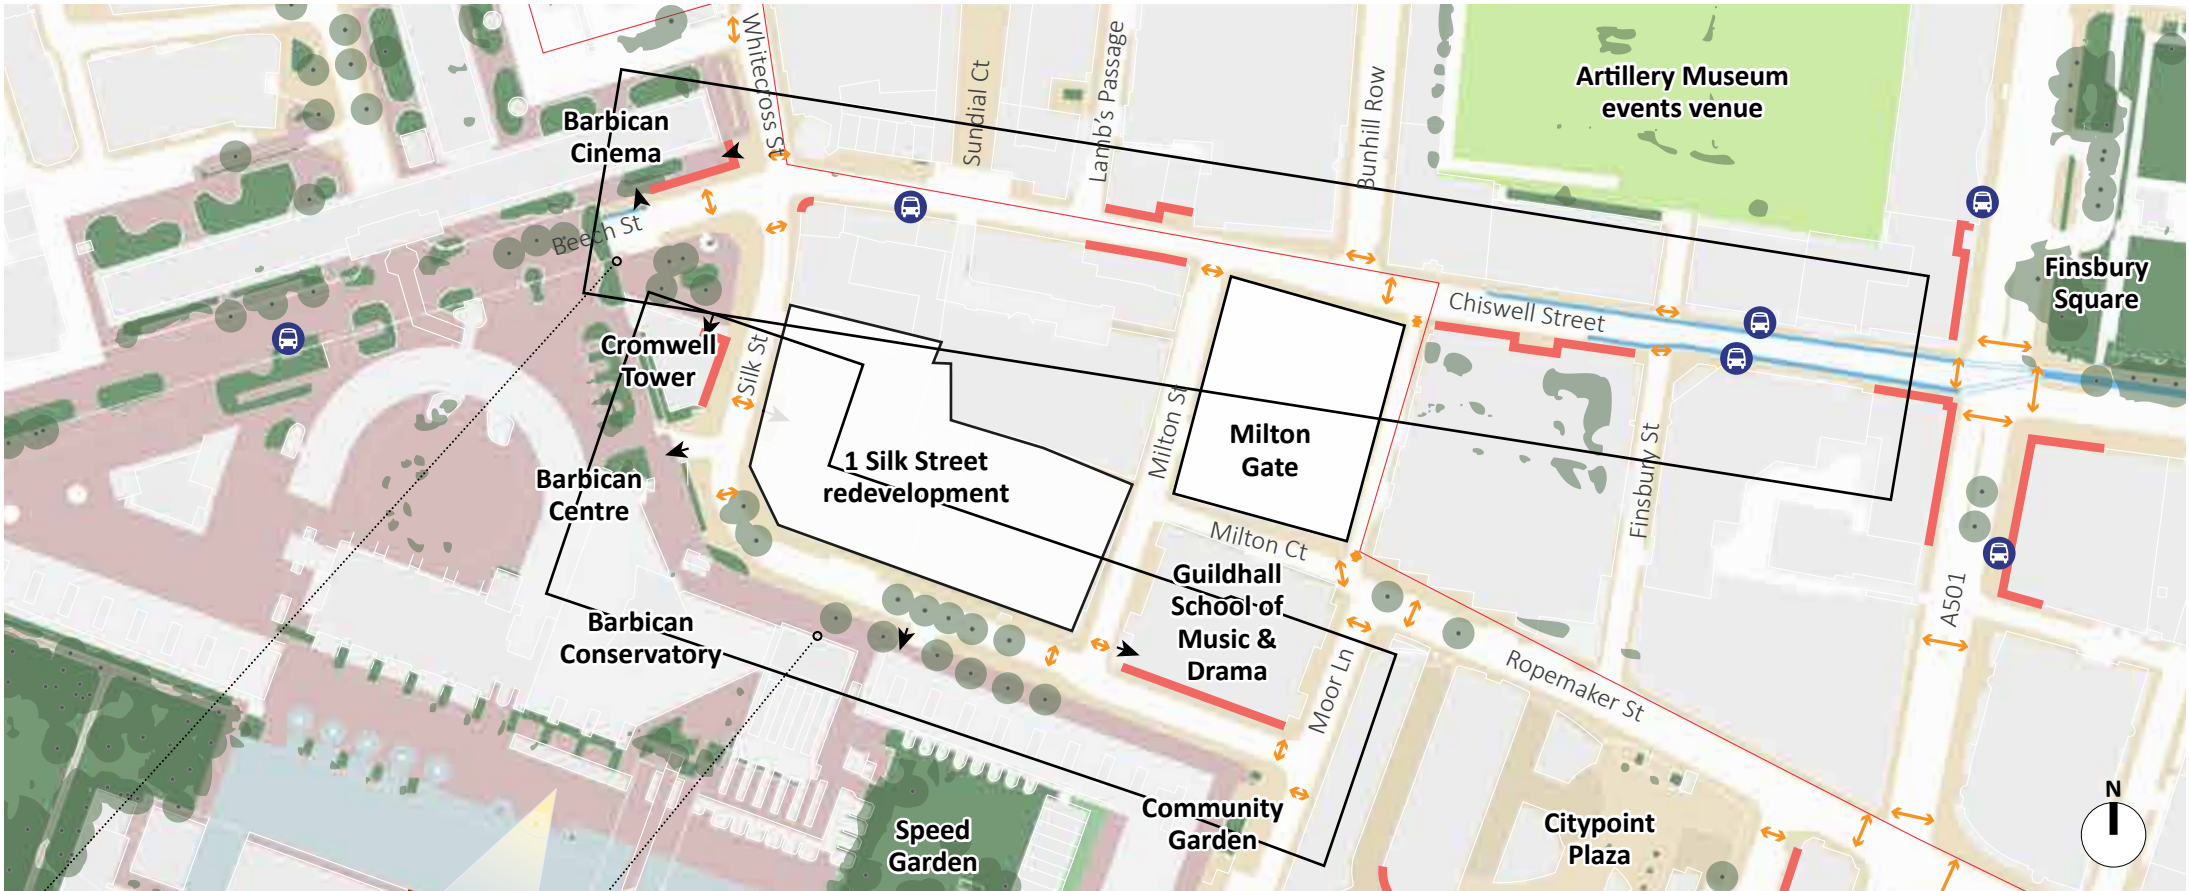 Whitecross St
Sundial Ct
Lamb's Passage
Bunhill Row
Artillery Museum
events venue
Barbican
Cinema
Beech St
Finsbury
Square
Chiswell Street
Cromwell
Tower
Silk St
Milton St
Milton
Gate
Finsbury St
1 Silk Street
redevelopment
Barbican
Centre
Milton Ct
Guildhall
School of
Music &
Drama
A501
Barbican
Conservatory
Moor Ln
Ropemaker St
Community
Garden
Speed
Garden
Citypoint
Plaza
N